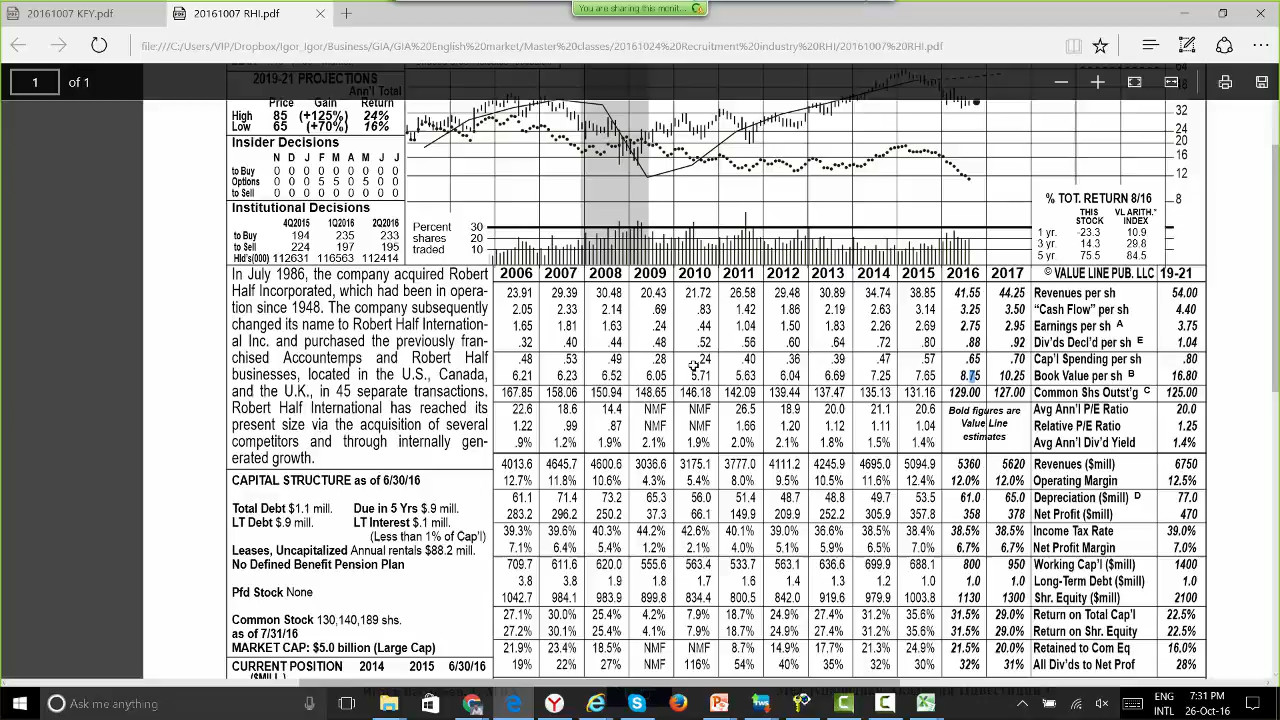 You are sharing this monit...
20161007 KEY.pdf
20161007 RHI.pdf
file:///C:/Users/VIP/Dropbox/Igor_Igor/Business/GIA/GIA%20English%20market/Master%20classes/20161024%20Recruitment%20industry%20RHI/20161007%20RHI.pdf
1 of 1
2019-21 PROJECTIONS
Ann'l Total
Price Gain Return
High 85 (+125%) 24%
Low 65 (+70%) 16%
Insider Decisions
N D J F M A M J J
to Buy 0 0 0 0 0 0 0 0 0
Options 0 0 0 5 5 0 5 0 0
to Sell 0 0 0 0 0 0 0 0 0
Institutional Decisions
4Q2015 1Q2016 2Q2016
to Buy 194 235 233
to Sell 224 197 195
Hld's(000) 112631 116563 112414
Percent 30
shares 20
traded 10
32
24
20
16
12
8
% TOT. RETURN 8/16
THIS STOCK VL ARITH.* INDEX
1 yr. -23.3 10.9
3 yr. 14.3 29.8
5 yr. 75.5 84.5
In July 1986, the company acquired Robert
Half Incorporated, which had been in opera-
tion since 1948. The company subsequently
changed its name to Robert Half Internation-
al Inc. and purchased the previously fran-
chised Accountemps and Robert Half
businesses, located in the U.S., Canada,
and the U.K., in 45 separate transactions.
Robert Half International has reached its
present size via the acquisition of several
competitors and through internally gen-
erated growth.
CAPITAL STRUCTURE as of 6/30/16
Total Debt $1.1 mill. Due in 5 Yrs $.9 mill.
LT Debt $.9 mill. LT Interest $.1 mill.
(Less than 1% of Cap'l)
Leases, Uncapitalized Annual rentals $88.2 mill.
No Defined Benefit Pension Plan
Pfd Stock None
Common Stock 130,140,189 shs.
as of 7/31/16
MARKET CAP: $5.0 billion (Large Cap)
CURRENT POSITION 2014 2015 6/30/16
($MILL.)
2006 2007 2008 2009 2010 2011 2012 2013 2014 2015 2016 2017 © VALUE LINE PUB. LLC 19-21
23.91 29.39 30.48 20.43 21.72 26.58 29.48 30.89 34.74 38.85 41.55 44.25 Revenues per sh 54.00
2.05 2.33 2.14 .69 .83 1.42 1.86 2.19 2.63 3.14 3.25 3.50 "Cash Flow" per sh 4.40
1.65 1.81 1.63 .24 .44 1.04 1.50 1.83 2.26 2.69 2.75 2.95 Earnings per sh A 3.75
.32 .40 .44 .48 .52 .56 .60 .64 .72 .80 .88 .92 Div'ds Decl'd per sh E 1.04
.48 .53 .49 .28 .24 .40 .36 .39 .47 .57 .65 .70 Cap'l Spending per sh .80
6.21 6.23 6.52 6.05 5.71 5.63 6.04 6.69 7.25 7.65 8.75 10.25 Book Value per sh B 16.80
167.85 158.06 150.94 148.65 146.18 142.09 139.44 137.47 135.13 131.16 129.00 127.00 Common Shs Outst'g C 125.00
22.6 18.6 14.4 NMF NMF 26.5 18.9 20.0 21.1 20.6 Avg Ann'l P/E Ratio 20.0
1.22 .99 .87 NMF NMF 1.66 1.20 1.12 1.11 1.04 Relative P/E Ratio 1.25
.9% 1.2% 1.9% 2.1% 1.9% 2.0% 2.1% 1.8% 1.5% 1.4% Avg Ann'l Div'd Yield 1.4%
Bold figures are
Value Line
estimates
4013.6 4645.7 4600.6 3036.6 3175.1 3777.0 4111.2 4245.9 4695.0 5094.9 5360 5620 Revenues ($mill) 6750
12.7% 11.8% 10.6% 4.3% 5.4% 8.0% 9.5% 10.5% 11.6% 12.4% 12.0% 12.0% Operating Margin 12.5%
61.1 71.4 73.2 65.3 56.0 51.4 48.7 48.8 49.7 53.5 61.0 65.0 Depreciation ($mill) D 77.0
283.2 296.2 250.2 37.3 66.1 149.9 209.9 252.2 305.9 357.8 358 378 Net Profit ($mill) 470
39.3% 39.6% 40.3% 44.2% 42.6% 40.1% 39.0% 36.6% 38.5% 38.4% 38.5% 38.5% Income Tax Rate 39.0%
7.1% 6.4% 5.4% 1.2% 2.1% 4.0% 5.1% 5.9% 6.5% 7.0% 6.7% 6.7% Net Profit Margin 7.0%
709.7 611.6 620.0 555.6 563.4 533.7 563.1 636.6 699.9 688.1 800 950 Working Cap'l ($mill) 1400
3.8 3.8 1.9 1.8 1.7 1.6 1.4 1.3 1.2 1.0 1.0 1.0 Long-Term Debt ($mill) 1.0
1042.7 984.1 983.9 899.8 834.4 800.5 842.0 919.6 979.9 1003.8 1130 1300 Shr. Equity ($mill) 2100
27.1% 30.0% 25.4% 4.2% 7.9% 18.7% 24.9% 27.4% 31.2% 35.6% 31.5% 29.0% Return on Total Cap'l 22.5%
27.2% 30.1% 25.4% 4.1% 7.9% 18.7% 24.9% 27.4% 31.2% 35.6% 31.5% 29.0% Return on Shr. Equity 22.5%
21.9% 23.4% 18.5% NMF NMF 8.7% 14.9% 17.7% 21.3% 24.9% 21.5% 20.0% Retained to Com Eq 16.0%
19% 22% 27% NMF 116% 54% 40% 35% 32% 30% 32% 31% All Div'ds to Net Prof 28%
Ask me anything
ENG
INTL
7:31 PM
26-Oct-16